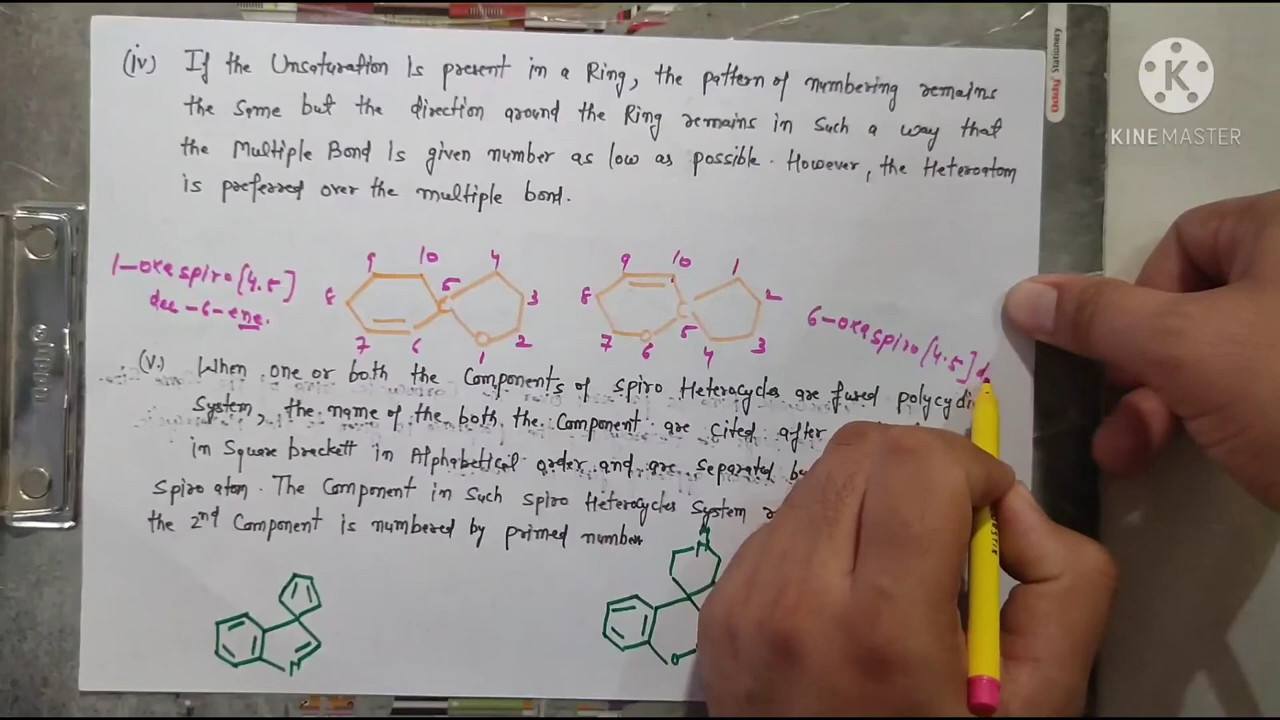 (iv) If the Unsaturation is present in a Ring, the pattern of numbering remains
the same but the direction around the Ring remains in such a way that
the Multiple Bond is given number as low as possible. However, the Heteroatom
is preferred over the multiple bond.
1-oxaspiro[4.5]
dec-6-ene.
9 10 4
8 5 3
7 6 1 2
9 10 1
8 5 2
7 6 4 3
6-oxaspiro[4.5]d
(v.) When one or both the Components of spiro Heterocycles are fused polycycli
System, the name of the both the Component are cited after
in Square brackett in Alphabetical order and are separated by
spiro atom. The Component in such spiro Heterocycles System
the 2nd Component is numbered by primed number
H
N
N
O
KINEMASTER
K
Oddy Stationery